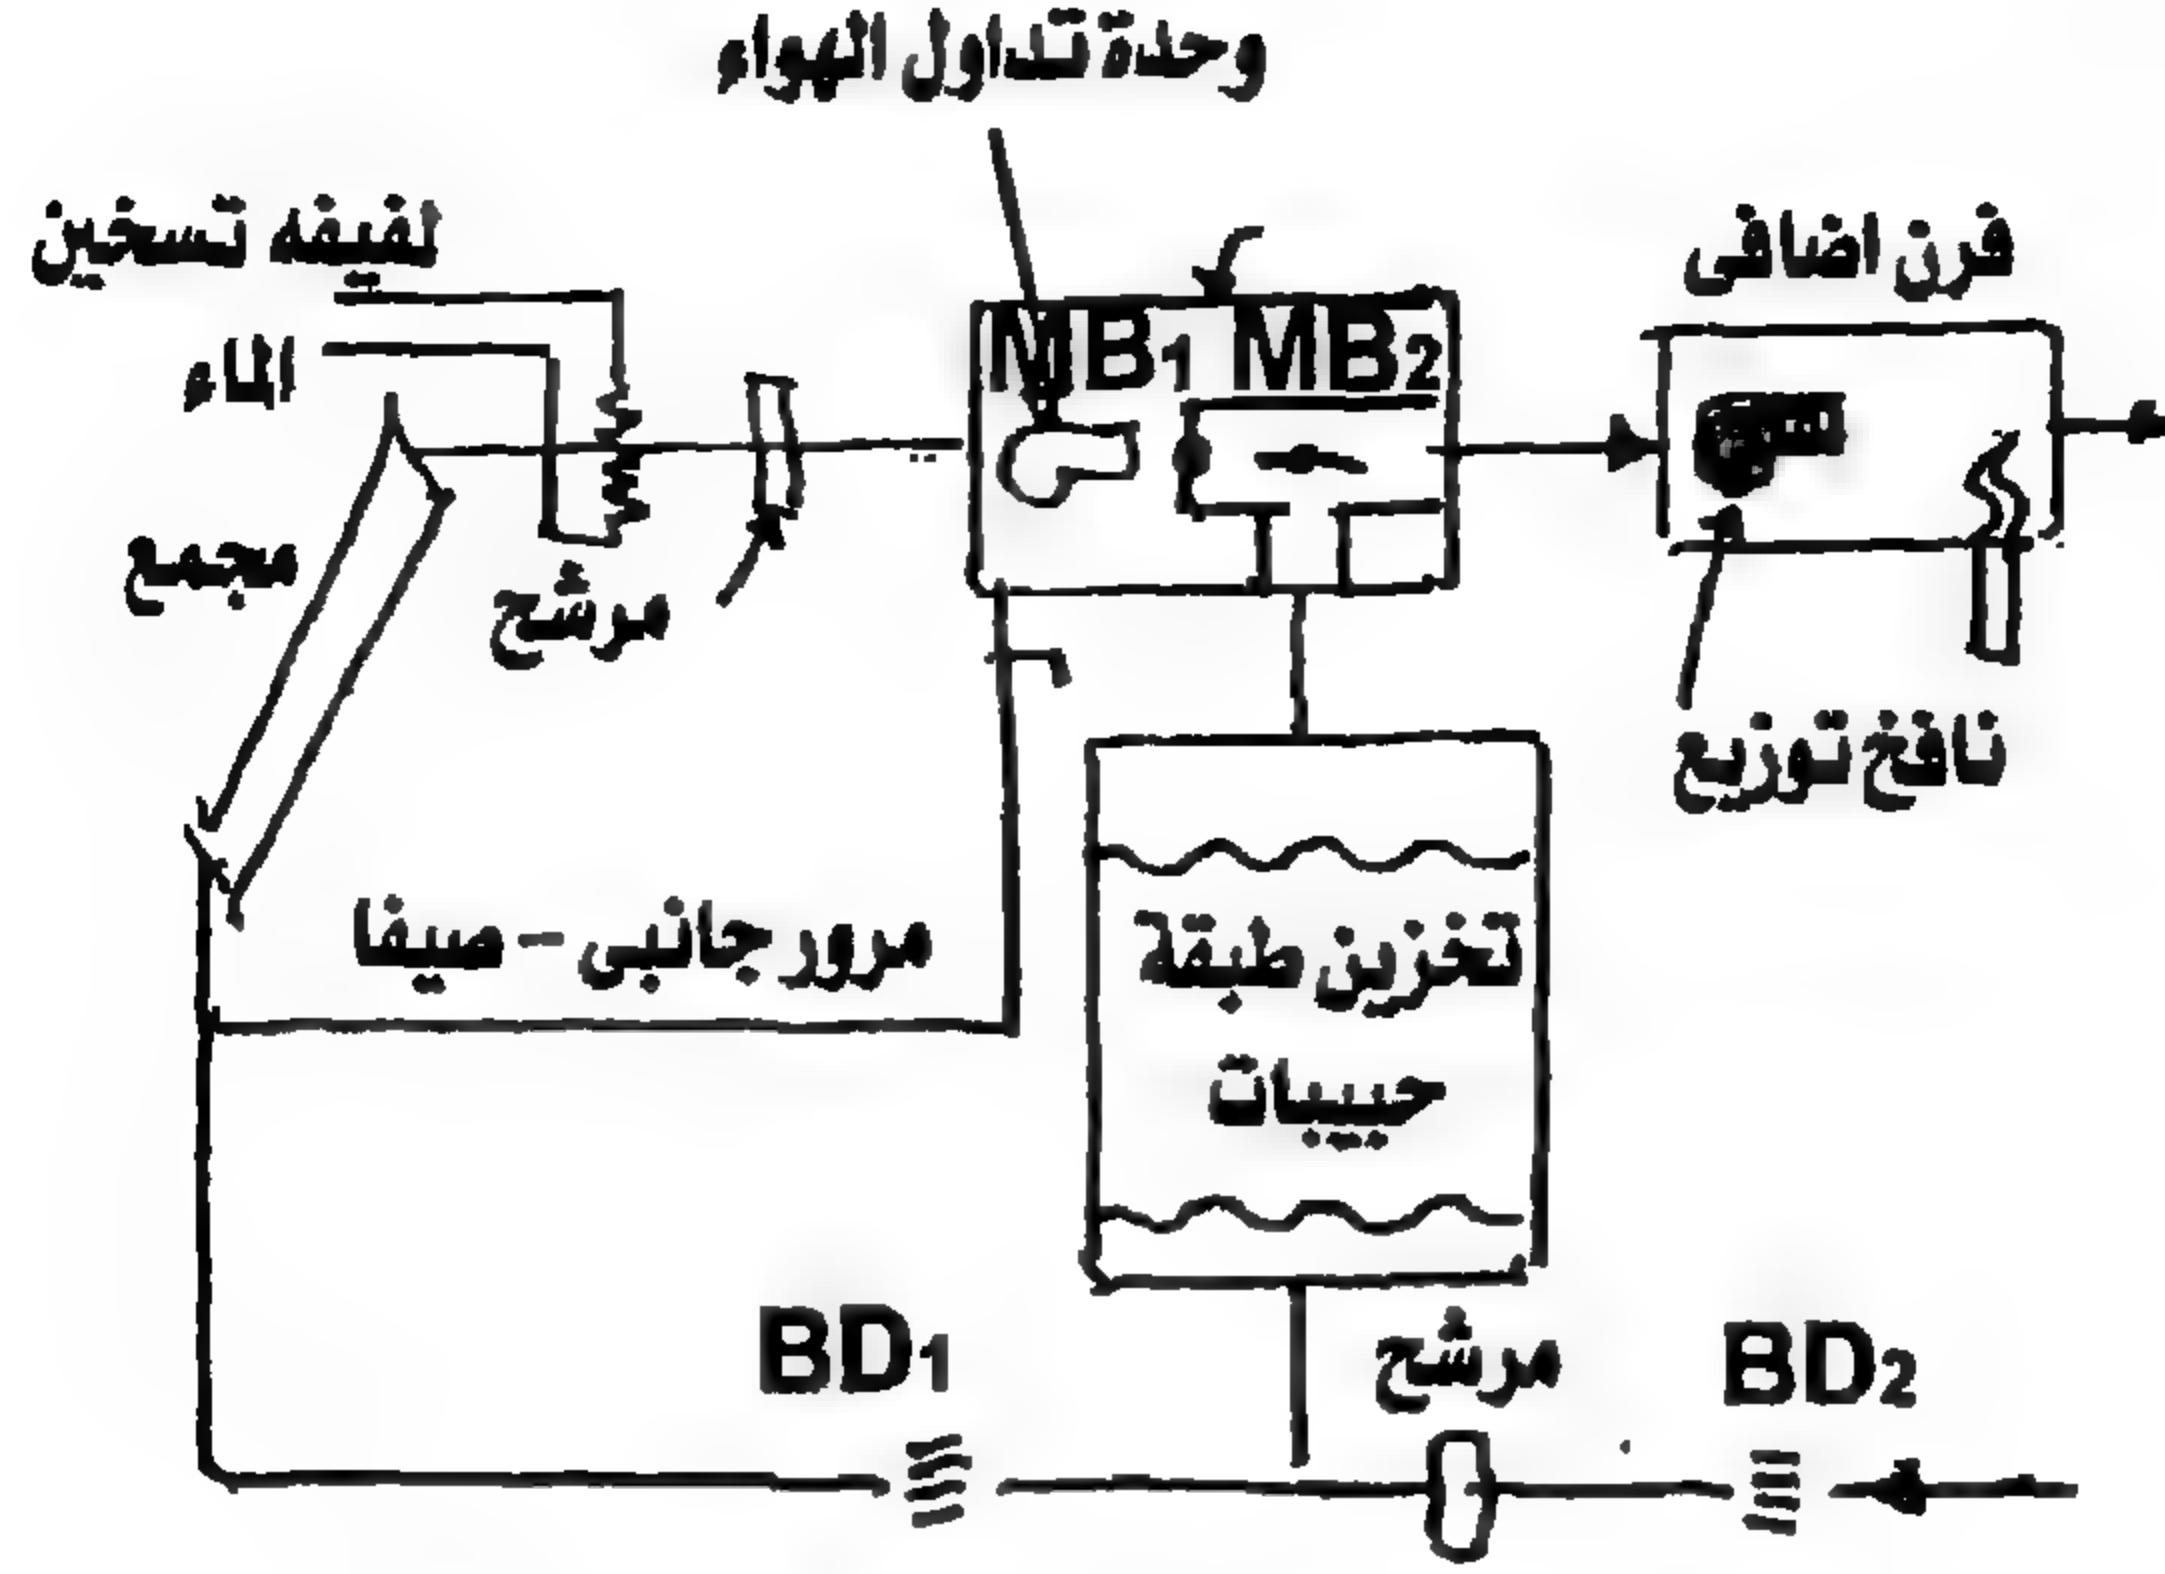 وحدة تداول الهواء
لفيفه تسخين
الماء
فرن اضافى
MB1 MB2
مجمع
مرشح
نافخ توزيع
مرور جانبى - صيفا
تخزين طبقة
حبيبات
BD1
مرشح
BD2